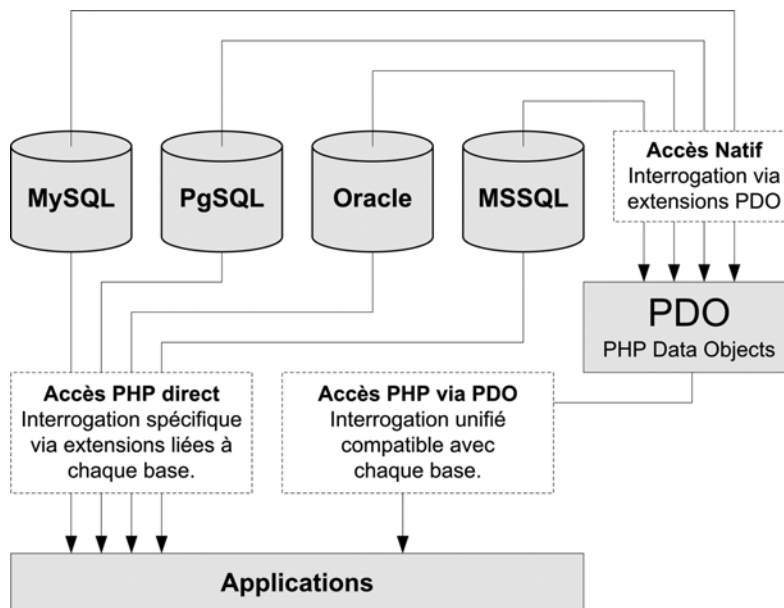 MySQL
PgSQL
Oracle
MSSQL
Accès Natif
Interrogation via
extensions PDO
PDO
PHP Data Objects
Accès PHP direct
Interrogation spécifique
via extensions liées à
chaque base.
Accès PHP via PDO
Interrogation unifié
compatible avec
chaque base.
Applications